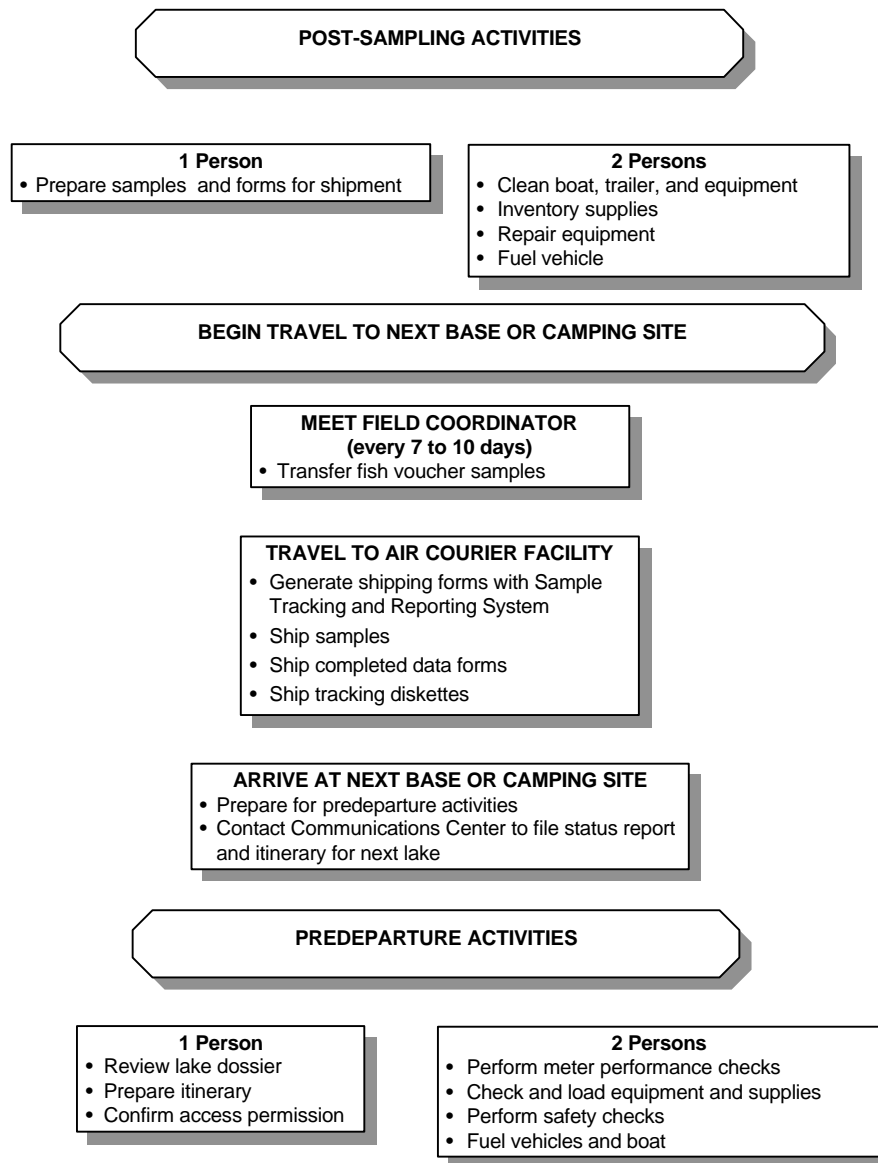 POST-SAMPLING ACTIVITIES
1 Person
• Prepare samples and forms for shipment
2 Persons
• Clean boat, trailer, and equipment
• Inventory supplies
• Repair equipment
• Fuel vehicle
BEGIN TRAVEL TO NEXT BASE OR CAMPING SITE
MEET FIELD COORDINATOR
(every 7 to 10 days)
• Transfer fish voucher samples
TRAVEL TO AIR COURIER FACILITY
• Generate shipping forms with Sample
Tracking and Reporting System
• Ship samples
• Ship completed data forms
• Ship tracking diskettes
ARRIVE AT NEXT BASE OR CAMPING SITE
• Prepare for predeparture activities
• Contact Communications Center to file status report
and itinerary for next lake
PREDEPARTURE ACTIVITIES
1 Person
• Review lake dossier
• Prepare itinerary
• Confirm access permission
2 Persons
• Perform meter performance checks
• Check and load equipment and supplies
• Perform safety checks
• Fuel vehicles and boat